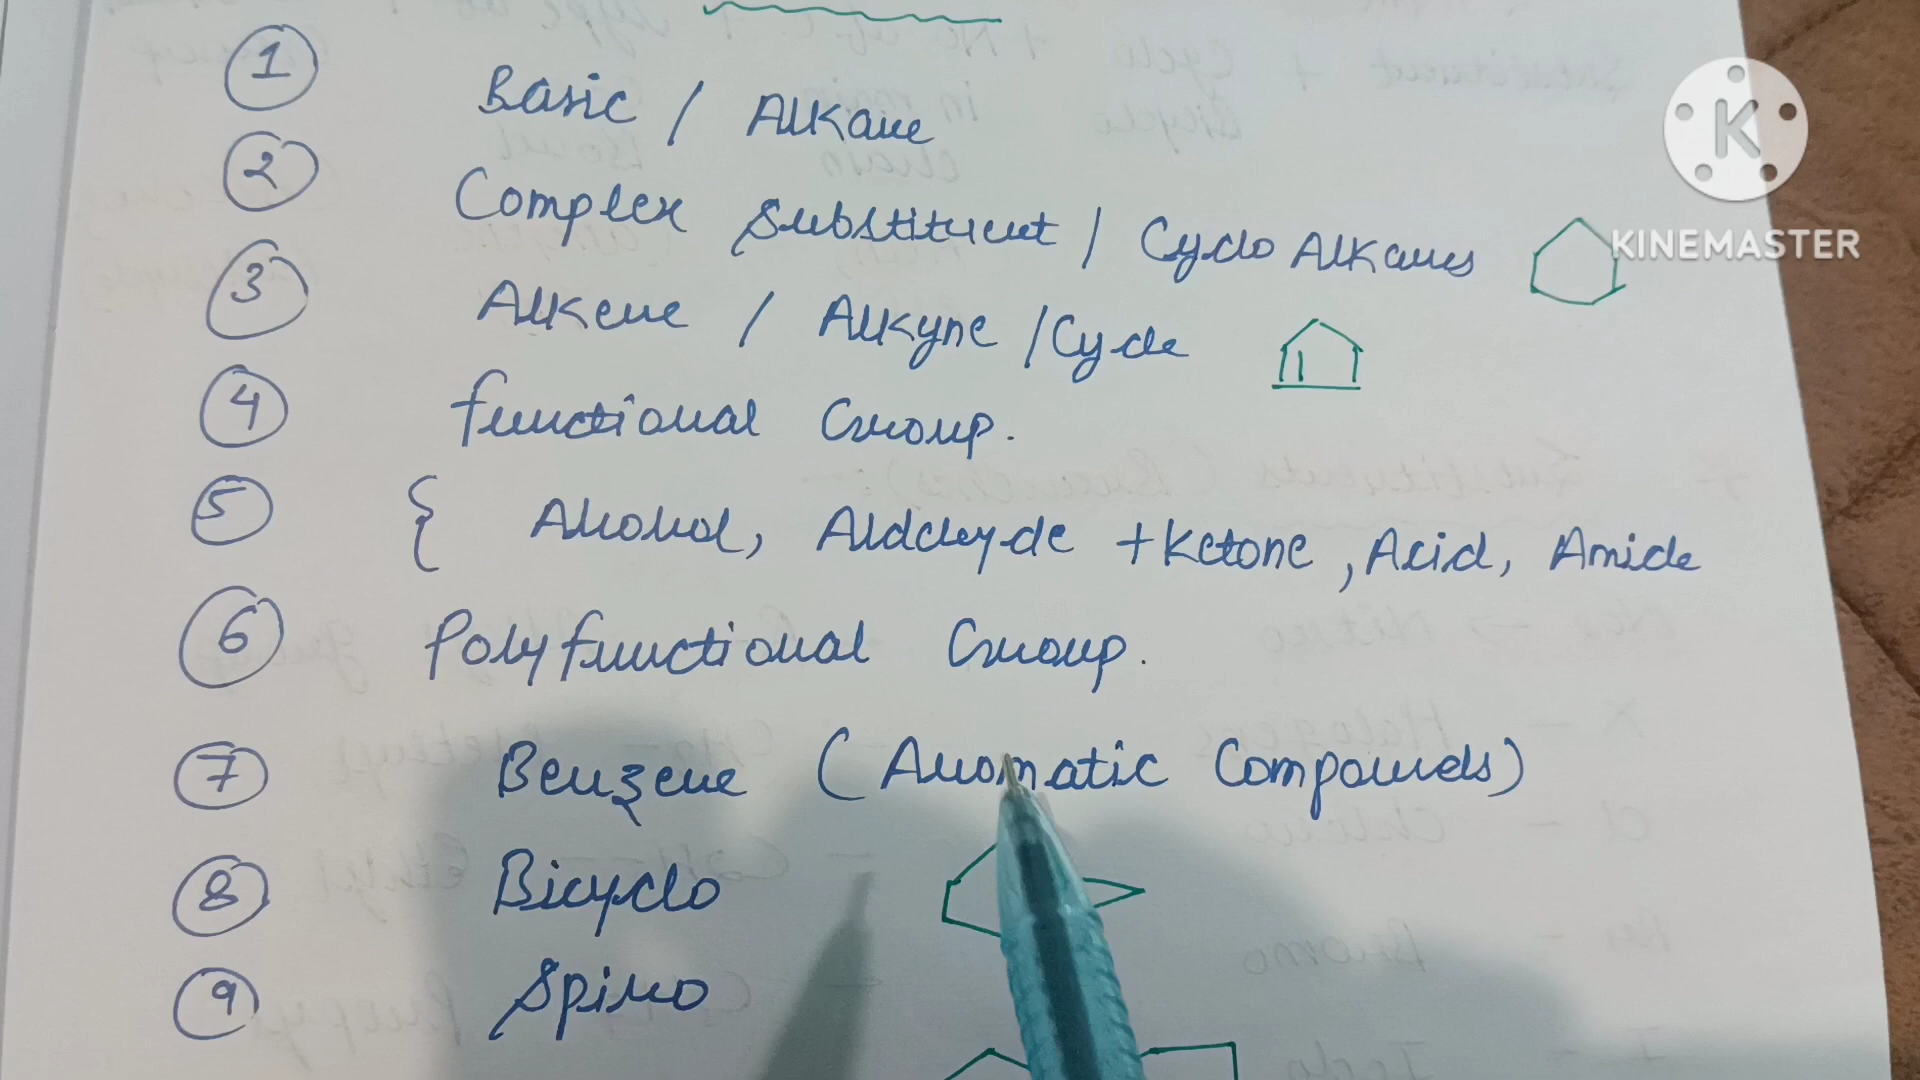 1 Basic / Alkane
K
2 Complex Substituent / Cyclo Alkanes
KINEMASTER
3 Alkene / Alkyne / Cycle
4 Functional Group.
5 { Alcohol, Aldehyde + Ketone, Acid, Amide
6 Polyfunctional Group.
7 Benzene (Aromatic Compounds)
8 Bicyclo
9 Spiro